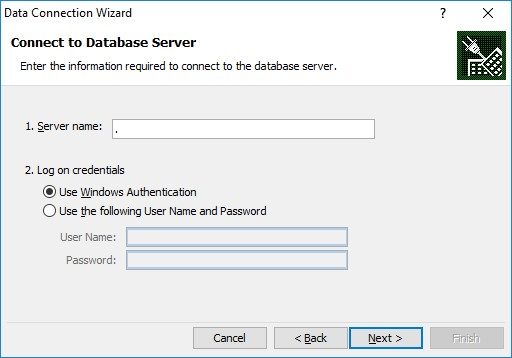 Data Connection Wizard ? ×
Connect to Database Server
Enter the information required to connect to the database server.
1. Server name: .
2. Log on credentials
Use Windows Authentication
Use the following User Name and Password
User Name:
Password:
Cancel < Back Next > Finish